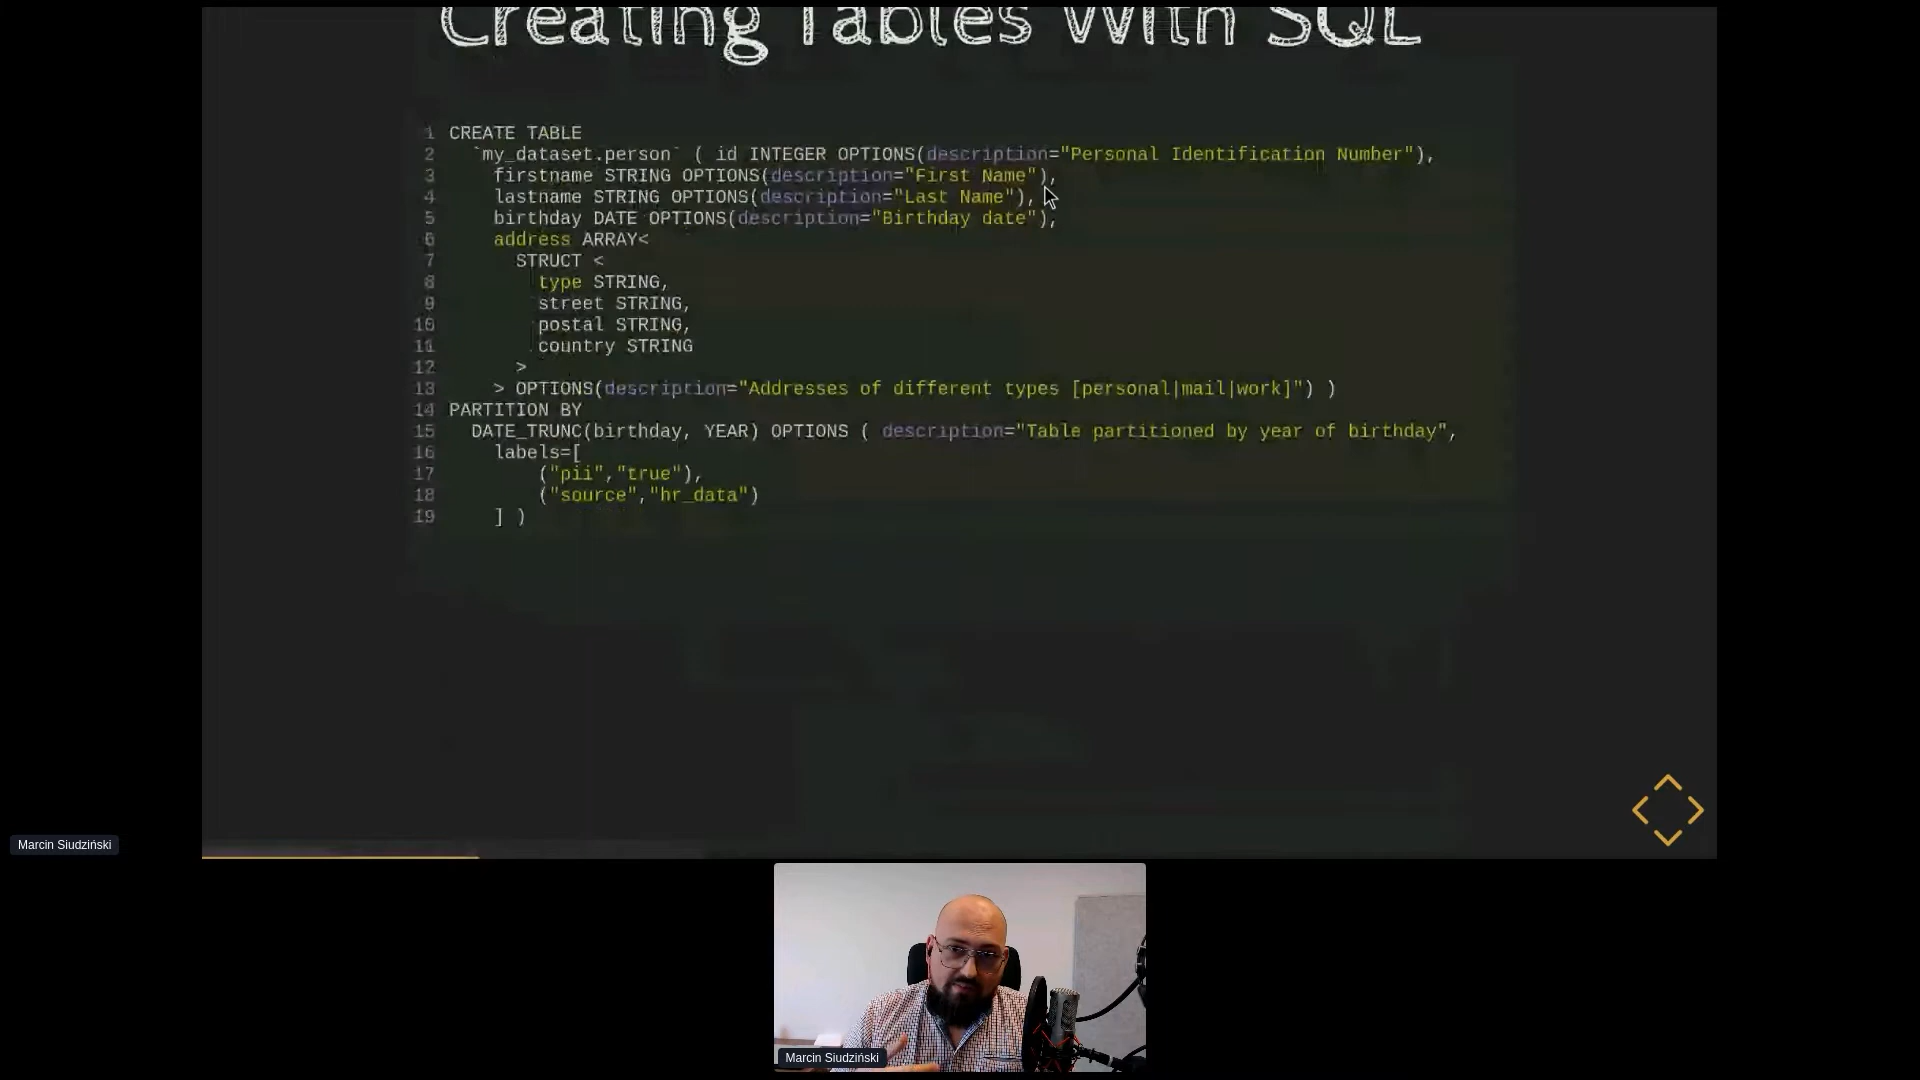 Creating Tables With SQL
1 CREATE TABLE
2 `my_dataset.person` ( id INTEGER OPTIONS(description="Personal Identification Number"),
3 firstname STRING OPTIONS(description="First Name"),
4 lastname STRING OPTIONS(description="Last Name"),
5 birthday DATE OPTIONS(description="Birthday date"),
6 address ARRAY<
7 STRUCT <
8 type STRING,
9 street STRING,
10 postal STRING,
11 country STRING
12 >
13 > OPTIONS(description="Addresses of different types [personal|mail|work]") )
14 PARTITION BY
15 DATE_TRUNC(birthday, YEAR) OPTIONS ( description="Table partitioned by year of birthday",
16 labels=[
17 ("pii","true"),
18 ("source","hr_data")
19 ] )
Marcin Siudziński
Marcin Siudziński